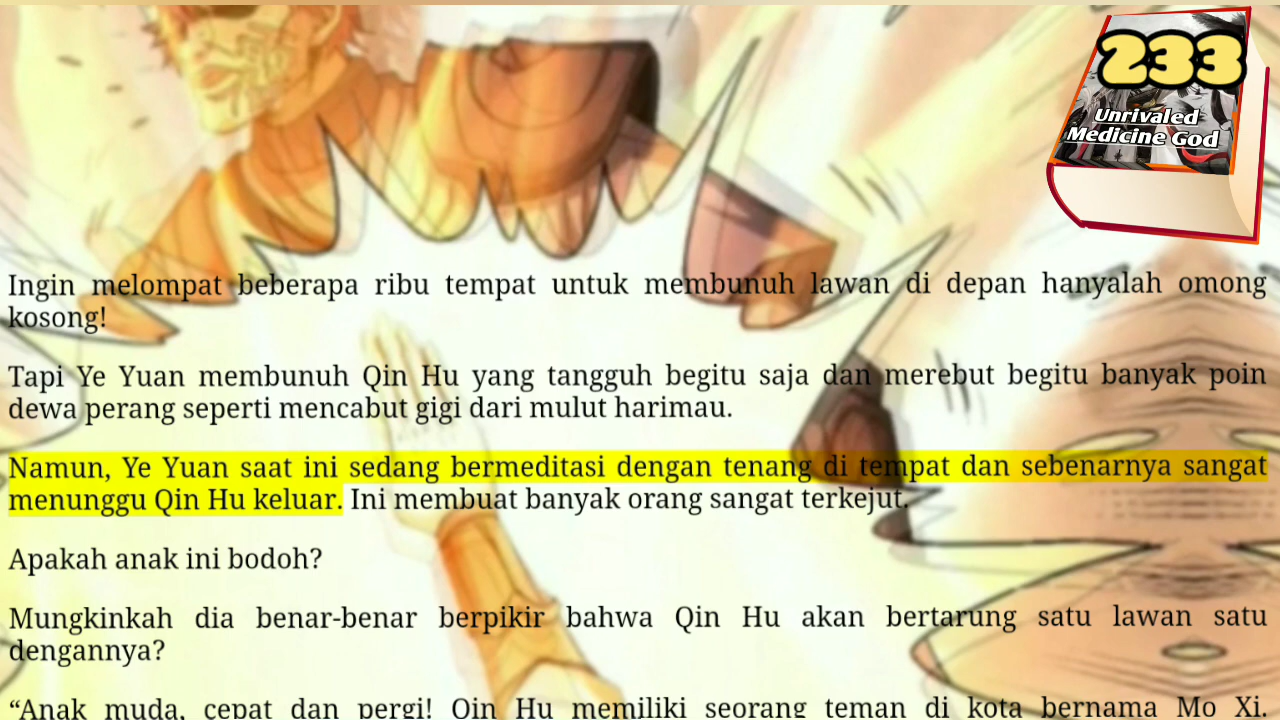 233
Unrivaled
Medicine God
Ingin melompat beberapa ribu tempat untuk membunuh lawan di depan hanyalah omong
kosong!
Tapi Ye Yuan membunuh Qin Hu yang tangguh begitu saja dan merebut begitu banyak poin
dewa perang seperti mencabut gigi dari mulut harimau.
Namun, Ye Yuan saat ini sedang bermeditasi dengan tenang di tempat dan sebenarnya sangat
menunggu Qin Hu keluar. Ini membuat banyak orang sangat terkejut.
Apakah anak ini bodoh?
Mungkinkah dia benar-benar berpikir bahwa Qin Hu akan bertarung satu lawan satu
dengannya?
“Anak muda, cepat dan pergi! Qin Hu memiliki seorang teman di kota bernama Mo Xi.